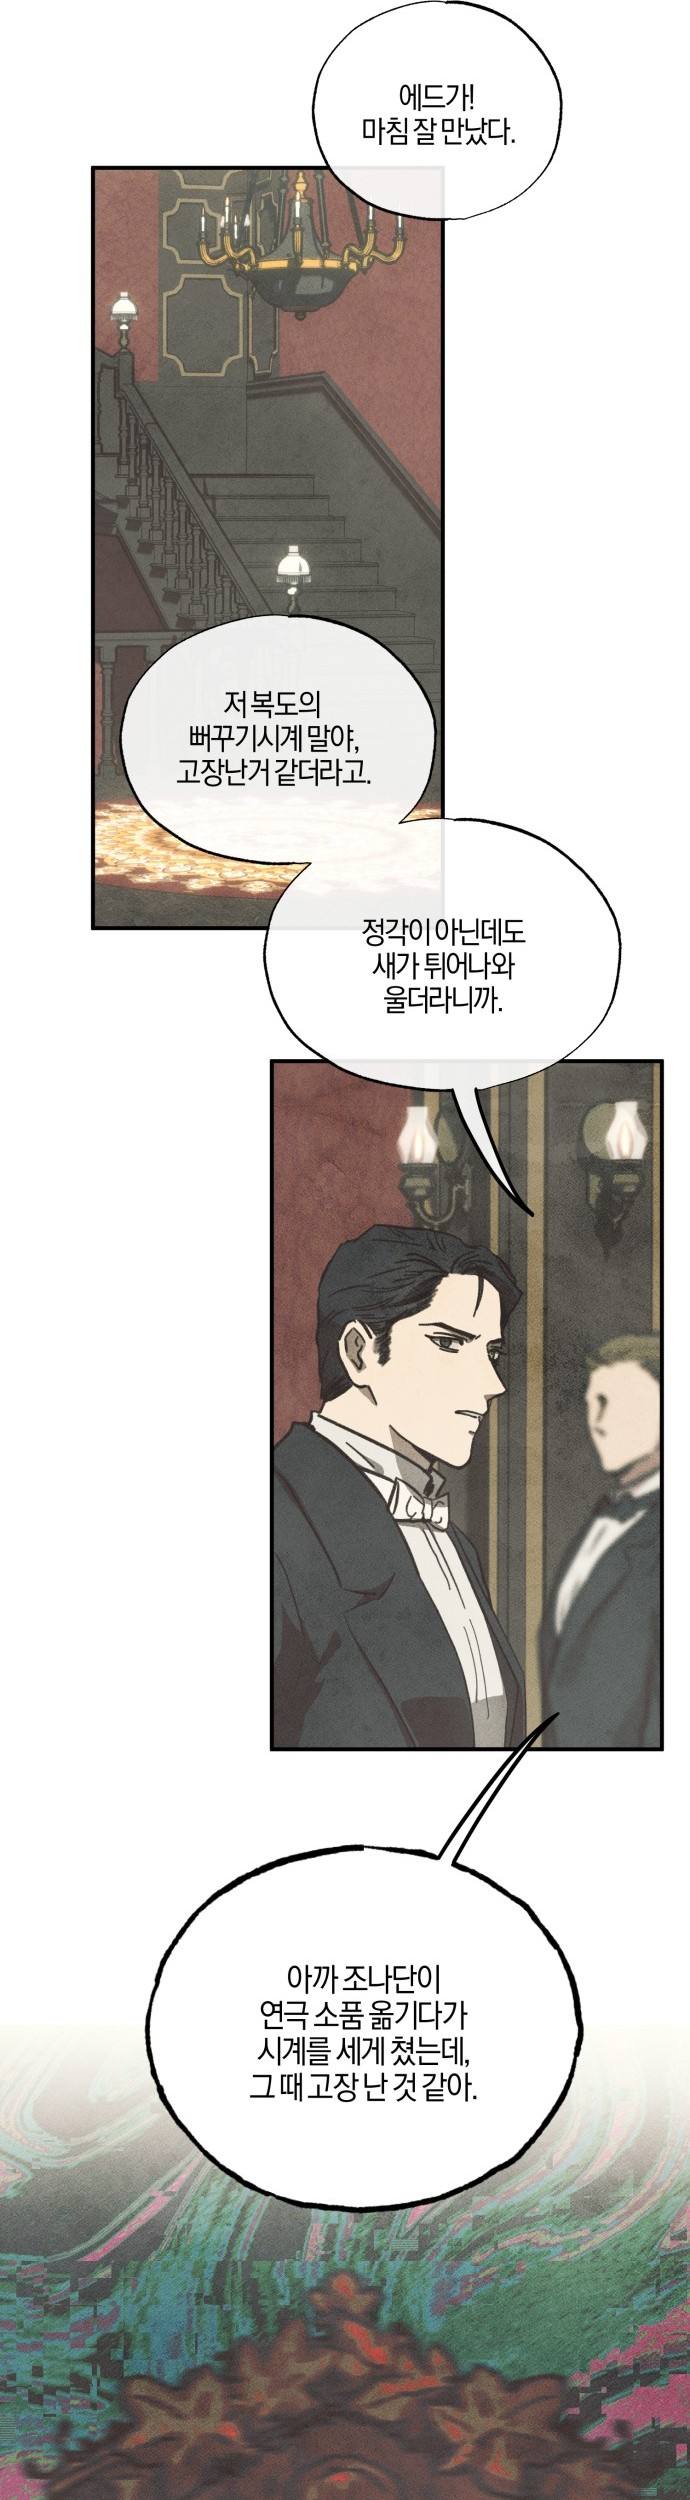 에드가!
마침 잘 만났다.
저 복도의
뻐꾸기시계 말야,
고장난거 같더라고.
정각이 아닌데도
새가 튀어나와
울더라니까.
아까 조나단이
연극 소품 옮기다가
시계를 세게 쳤는데,
그 때 고장 난 것 같아.